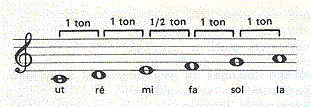 1 ton 1 ton 1/2 ton 1 ton 1 ton
ut ré mi fa sol la